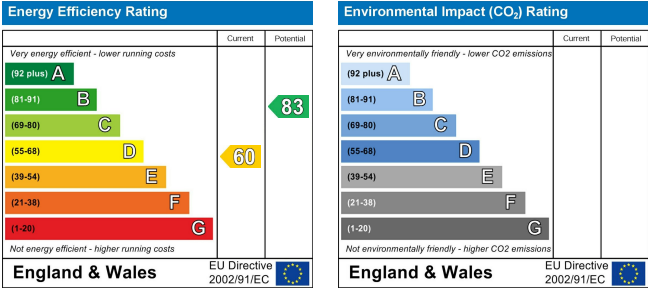 Energy Efficiency Rating
Current Potential
Very energy efficient - lower running costs
(92 plus) A
(81-91) B
(69-80) C
(55-68) D
(39-54) E
(21-38) F
(1-20) G
83
60
Not energy efficient - higher running costs
England & Wales
EU Directive
2002/91/EC
Environmental Impact (CO₂) Rating
Current Potential
Very environmentally friendly - lower CO2 emissions
(92 plus) A
(81-91) B
(69-80) C
(55-68) D
(39-54) E
(21-38) F
(1-20) G
Not environmentally friendly - higher CO2 emissions
England & Wales
EU Directive
2002/91/EC